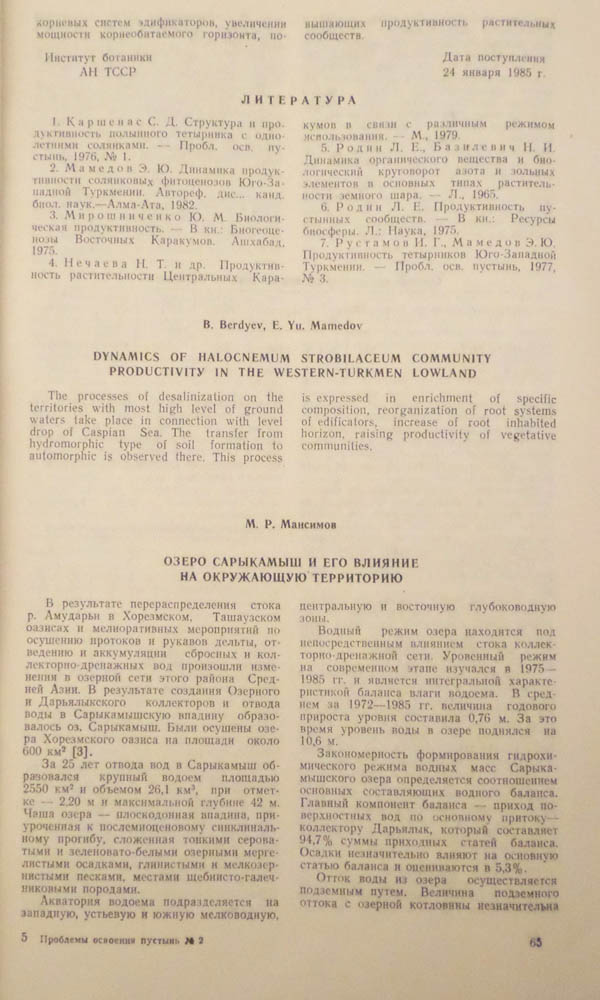 корневых систем эдификаторов, увеличении
мощности корнеобитаемого горизонта, по-
вышающих продуктивность растительных
сообществ.
Институт ботаники
АН ТССР
Дата поступления
24 января 1985 г.
ЛИТЕРАТУРА
1. Каршенас С. Д. Структура и про-
дуктивность полынного тетырника с одно-
летними солянками. — Пробл. осв. пу-
стынь, 1976, № 1.
2. Мамедов Э. Ю. Динамика продук-
тивности солянковых фитоценозов Юго-За-
падной Туркмении. Автореф. дис... канд.
биол. наук.—Алма-Ата, 1982.
3. Мирошниченко Ю. М. Биологи-
ческая продуктивность. — В кн.: Биогеоце-
нозы Восточных Каракумов. Ашхабад,
1975.
4. Нечаева Н. Т. и др. Продуктив-
ность растительности Центральных Кара-
кумов в связи с различным режимом
использования. — М., 1979.
5. Родин Л. Е., Базилевич Н. И.
Динамика органического вещества и био-
логический круговорот азота и зольных
элементов в основных типах раститель-
ности земного шара. — Л., 1965.
6. Родин Л. Е. Продуктивность пу-
стынных сообществ. — В кн.: Ресурсы
биосферы. Л.: Наука, 1975.
7. Рустамов И. Г., Мамедов Э. Ю.
Продуктивность тетырников Юго-Западной
Туркмении. — Пробл. осв. пустынь, 1977,
№ 3.
B. Berdyev, E. Yu. Mamedov
DYNAMICS OF HALOCNEMUM STROBILACEUM COMMUNITY
PRODUCTIVITY IN THE WESTERN-TURKMEN LOWLAND
The processes of desalinization on the
territories with most high level of ground
waters take place in connection with level
drop of Caspian Sea. The transfer from
hydromorphic type of soil formation to
automorphic is observed there. This process
is expressed in enrichment of specific
composition, reorganization of root systems
of edificators, increase of root inhabited
horizon, raising productivity of vegetative
communities.
М. Р. Мансимов
ОЗЕРО САРЫКАМЫШ И ЕГО ВЛИЯНИЕ
НА ОКРУЖАЮЩУЮ ТЕРРИТОРИЮ
В результате перераспределения стока
р. Амударьи в Хорезмском, Ташаузском
оазисах и мелиоративных мероприятий по
осушению протоков и рукавов дельты, от-
ведению и аккумуляции сбросных и кол-
лекторно-дренажных вод произошли изме-
нения в озерной сети этого района Сред-
ней Азии. В результате создания Озерного
и Дарьялыкского коллекторов и отвода
воды в Сарыкамышскую впадину образо-
валось оз. Сарыкамыш. Были осушены озе-
ра Хорезмского оазиса на площади около
600 км² [3].
За 25 лет отвода вод в Сарыкамыш об-
разовался крупный водоем площадью
2550 км² и объемом 26,1 км³, при отмет-
ке — 2,20 м и максимальной глубине 42 м.
Чаша озера — плоскодонная впадина, при-
уроченная к послемиоценовому синклиналь-
ному прогибу, сложенная тонкими серова-
тыми и зеленовато-белыми озерными мерге-
листыми осадками, глинистыми и мелкозер-
нистыми песками, местами щебнисто-галеч-
никовыми породами.
Акватория водоема подразделяется на
западную, устьевую и южную мелководную,
центральную и восточную глубоководную
зоны.
Водный режим озера находится под
непосредственным влиянием стока коллек-
торно-дренажной сети. Уровенный режим
на современном этапе изучался в 1975—
1985 гг. и является интегральной характе-
ристикой баланса влаги водоема. В сред-
нем за 1972—1985 гг. величина годового
прироста уровня составила 0,76 м. За это
время уровень воды в озере поднялся на
10,6 м.
Закономерность формирования гидрохи-
мического режима водных масс Сарыка-
мышского озера определяется соотношением
основных составляющих водного баланса.
Главный компонент баланса — приход по-
верхностных вод по основному притоку—
коллектору Дарьялык, который составляет
94,7% суммы приходных статей баланса.
Осадки незначительно влияют на основную
статью баланса и оцениваются в 5,3%.
Отток воды из озера осуществляется
подземным путем. Величина подземного
оттока с озерной котловины незначительна
5 Проблемы освоения пустынь № 2
65